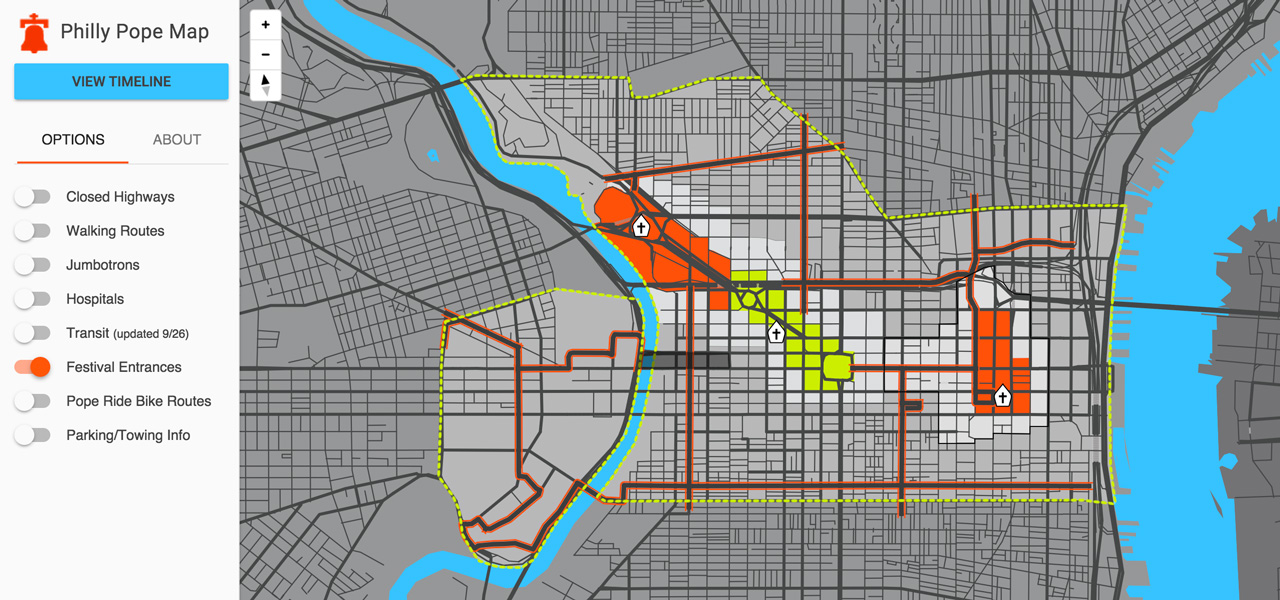 Philly Pope Map
VIEW TIMELINE
OPTIONS ABOUT
Closed Highways
Walking Routes
Jumbotrons
Hospitals
Transit (updated 9/26)
Festival Entrances
Pope Ride Bike Routes
Parking/Towing Info
+
−